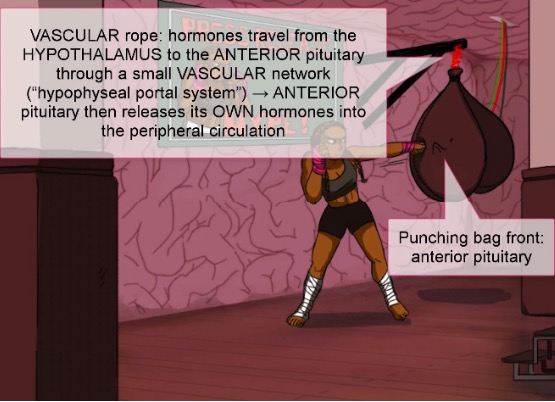 VASCULAR rope: hormones travel from the
HYPOTHALAMUS to the ANTERIOR pituitary
through a small VASCULAR network
(“hypophyseal portal system”) → ANTERIOR
pituitary then releases its OWN hormones into
the peripheral circulation
Punching bag front:
anterior pituitary